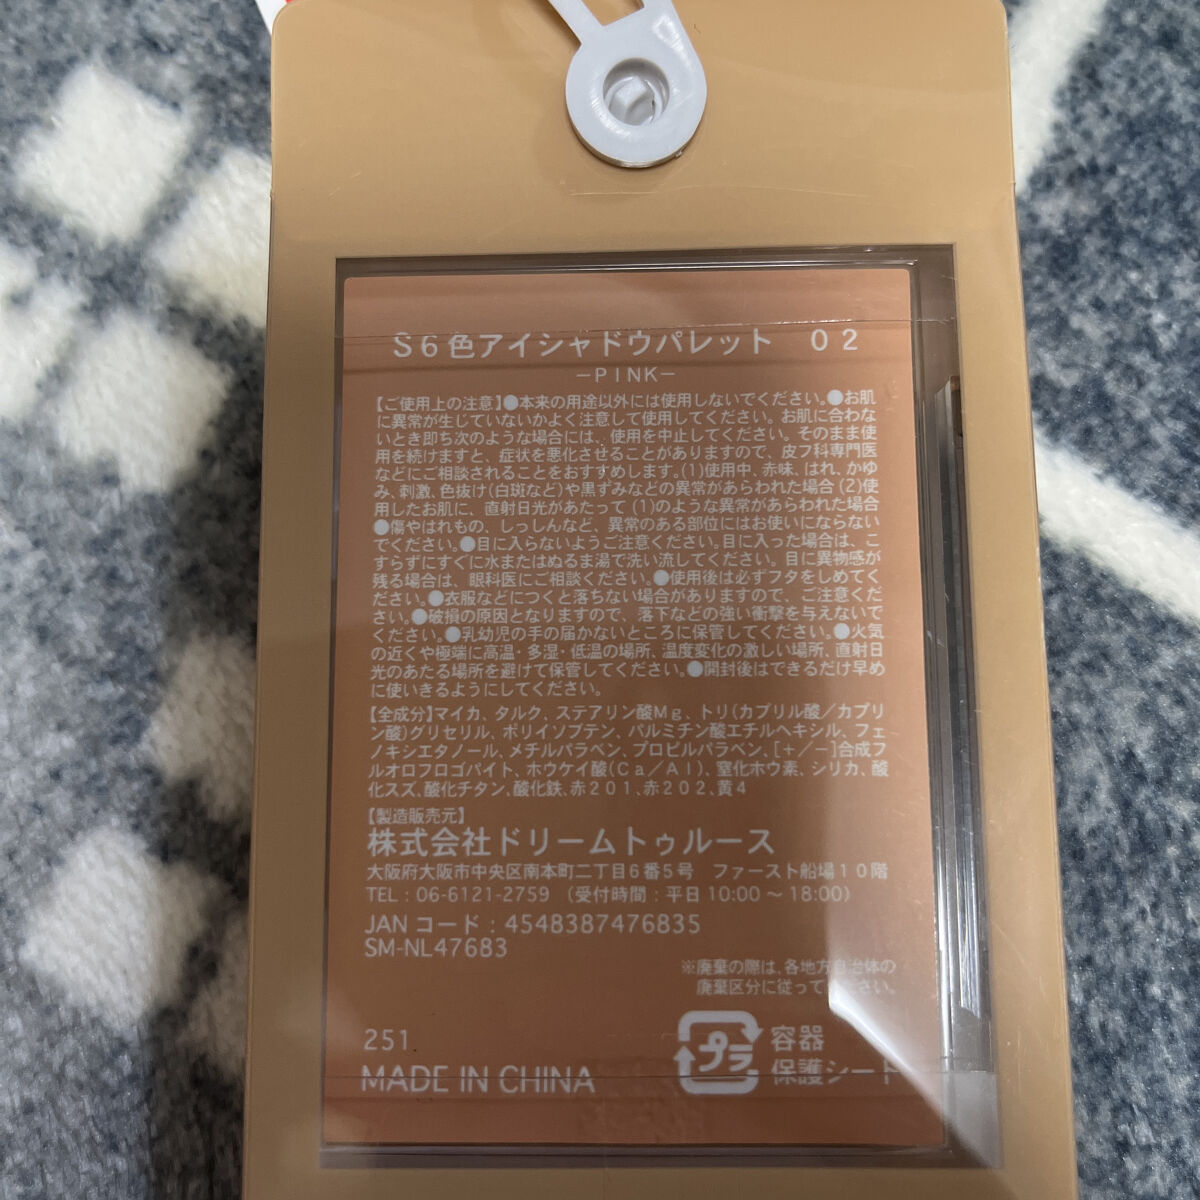 S6色アイシャドウパレット　02
－PINK－
【ご使用上の注意】●本来の用途以外には使用しないでください。●お肌
に異常が生じていないかよく注意して使用してください。お肌に合わな
いとき即ち次のような場合には、使用を中止してください。そのまま使
用を続けますと、症状を悪化させることがありますので、皮フ科専門医
などにご相談されることをおすすめします。(1)使用中、赤味、はれ、かゆ
み、刺激、色抜け(白斑など)や黒ずみなどの異常があらわれた場合(2)使
用したお肌に、直射日光があたって(1)のような異常があらわれた場合
●傷やはれもの、しっしんなど、異常のある部位にはお使いにならない
でください。●目に入らないようご注意ください。目に入った場合は、こ
すらずにすぐに水またはぬるま湯で洗い流してください。目に異物感が
残る場合は、眼科医にご相談ください。●使用後は必ずフタをしめてく
ださい。●衣服などにつくと落ちない場合がありますので、ご注意くだ
さい。●破損の原因となりますので、落下などの強い衝撃を与えないで
ください。●乳幼児の手の届かないところに保管してください。●火気
の近くや極端に高温・多湿・低温の場所、温度変化の激しい場所、直射日
光のあたる場所を避けて保管してください。●開封後はできるだけ早め
に使いきるようにしてください。
【全成分】マイカ、タルク、ステアリン酸Mg、トリ(カプリル酸／カプリ
ン酸)グリセリル、ポリイソブテン、パルミチン酸エチルヘキシル、フェ
ノキシエタノール、メチルパラベン、プロピルパラベン、[＋／－]合成フ
ルオロフロゴパイト、ホウケイ酸(Ca／Al)、窒化ホウ素、シリカ、酸
化スズ、酸化チタン、酸化鉄、赤201、赤202、黄4
【製造販売元】
株式会社ドリームトゥルース
大阪府大阪市中央区南本町二丁目6番5号　ファースト船場10階
TEL：06-6121-2759（受付時間：平日 10:00～18:00）
JANコード：4548387476835
SM-NL47683
※廃棄の際は、各地方自治体の
廃棄区分に従ってください。
251
MADE IN CHINA
プラ
容器
保護シート